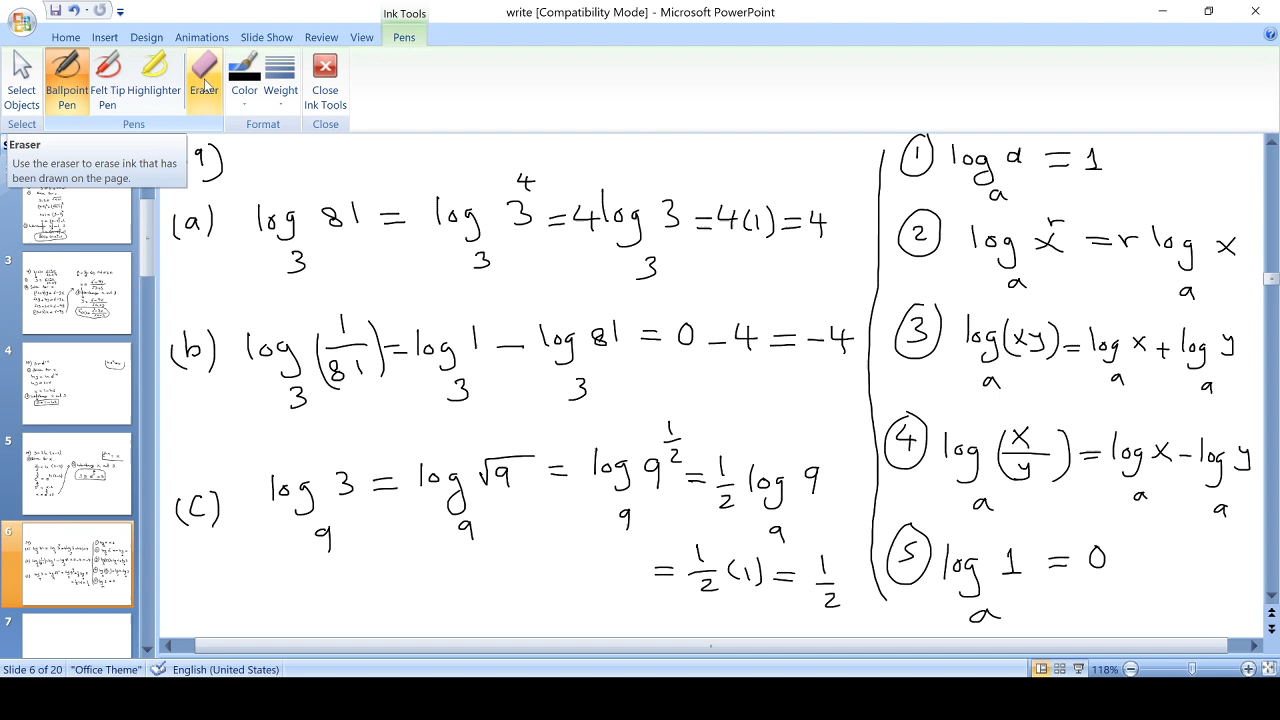 write [Compatibility Mode] - Microsoft PowerPoint
Ink Tools
Home Insert Design Animations Slide Show Review View Pens
Select Objects
Ballpoint Pen
Felt Tip Pen
Highlighter
Eraser
Color
Weight
Close Ink Tools
Select Pens Format Close
Eraser
Use the eraser to erase ink that has
been drawn on the page.
3
4
5
6
7
9)
(a) log₃ 81 = log₃ 3⁴ = 4 log₃ 3 = 4(1) = 4
(b) log₃ (1/81) = log₃ 1 - log₃ 81 = 0 - 4 = -4
(c) log₉ 3 = log₉ √9 = log₉ 9^(1/2) = 1/2 log₉ 9
= 1/2 (1) = 1/2
① logₐ a = 1
② logₐ xʳ = r logₐ x
③ logₐ (xy) = logₐ x + logₐ y
④ logₐ (x/y) = logₐ x - logₐ y
⑤ logₐ 1 = 0
Slide 6 of 20 "Office Theme" English (United States) 118%